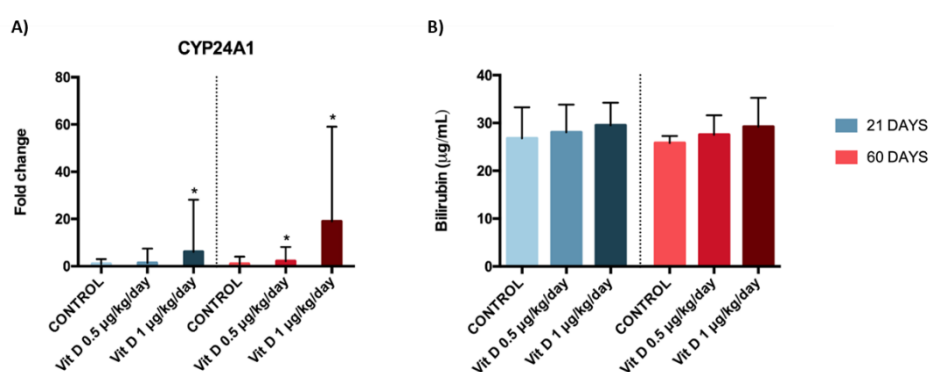 A)
CYP24A1
Fold change
80
60
40
20
0
*
*
*
CONTROL
Vit D 0.5 µg/kg/day
Vit D 1 µg/kg/day
CONTROL
Vit D 0.5 µg/kg/day
Vit D 1 µg/kg/day
B)
Bilirubin (µg/mL)
40
30
20
10
0
CONTROL
Vit D 0.5 µg/kg/day
Vit D 1 µg/kg/day
CONTROL
Vit D 0.5 µg/kg/day
Vit D 1 µg/kg/day
21 DAYS
60 DAYS